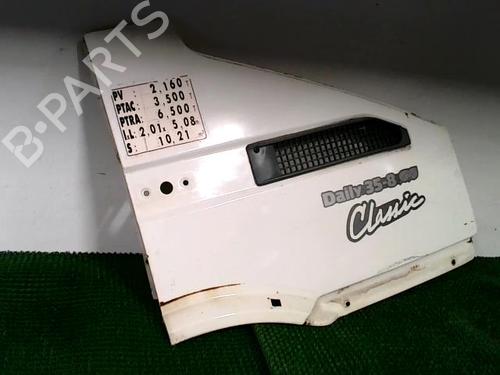 B-PARTS
PV : 2,160 T
PTAC : 3,500 T
PTRA: 6,500 T
I.L: 2,01x 5,08
S : 10,21
Daily 35-8
Classic